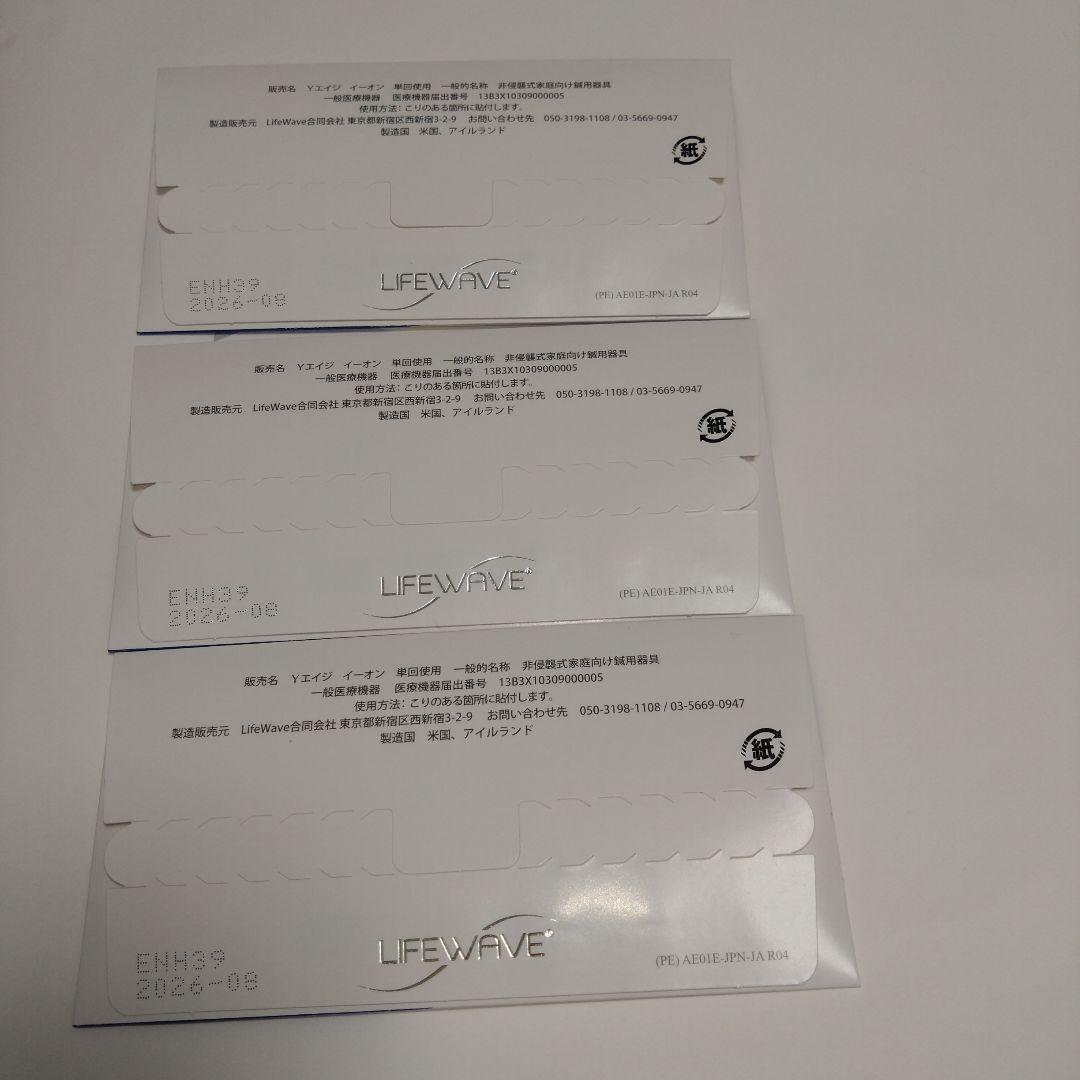 販売名 Yエイジ イーオン 単回使用 一般的名称 非侵襲式家庭向け鍼用器具
一般医療機器 医療機器届出番号 13B3X10309000005
使用方法：こりのある箇所に貼付します。
製造販売元 LifeWave合同会社 東京都新宿区西新宿3-2-9 お問い合わせ先 050-3198-1108 / 03-5669-0947
製造国 米国、アイルランド
紙
LIFEWAVE
ENH39
2026-08
(PE) AE01E-JPN-JA R04
販売名 Yエイジ イーオン 単回使用 一般的名称 非侵襲式家庭向け鍼用器具
一般医療機器 医療機器届出番号 13B3X10309000005
使用方法：こりのある箇所に貼付します。
製造販売元 LifeWave合同会社 東京都新宿区西新宿3-2-9 お問い合わせ先 050-3198-1108 / 03-5669-0947
製造国 米国、アイルランド
紙
LIFEWAVE
ENH39
2026-08
(PE) AE01E-JPN-JA R04
販売名 Yエイジ イーオン 単回使用 一般的名称 非侵襲式家庭向け鍼用器具
一般医療機器 医療機器届出番号 13B3X10309000005
使用方法：こりのある箇所に貼付します。
製造販売元 LifeWave合同会社 東京都新宿区西新宿3-2-9 お問い合わせ先 050-3198-1108 / 03-5669-0947
製造国 米国、アイルランド
紙
LIFEWAVE
ENH39
2026-08
(PE) AE01E-JPN-JA R04